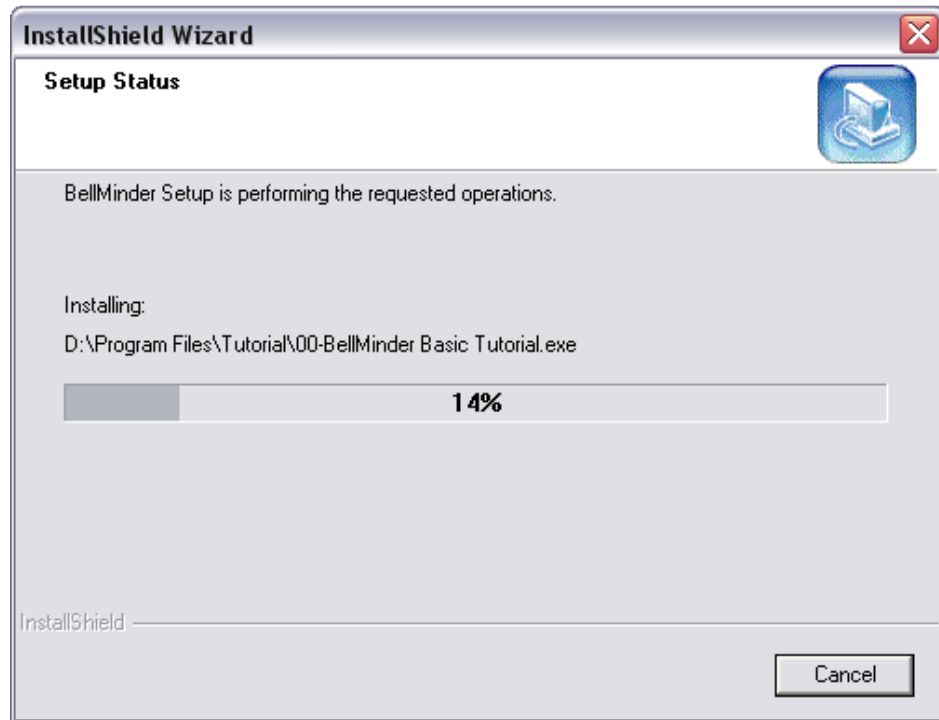 InstallShield Wizard
Setup Status
BellMinder Setup is performing the requested operations.
Installing:
D:\Program Files\Tutorial\00-BellMinder Basic Tutorial.exe
14%
InstallShield
Cancel